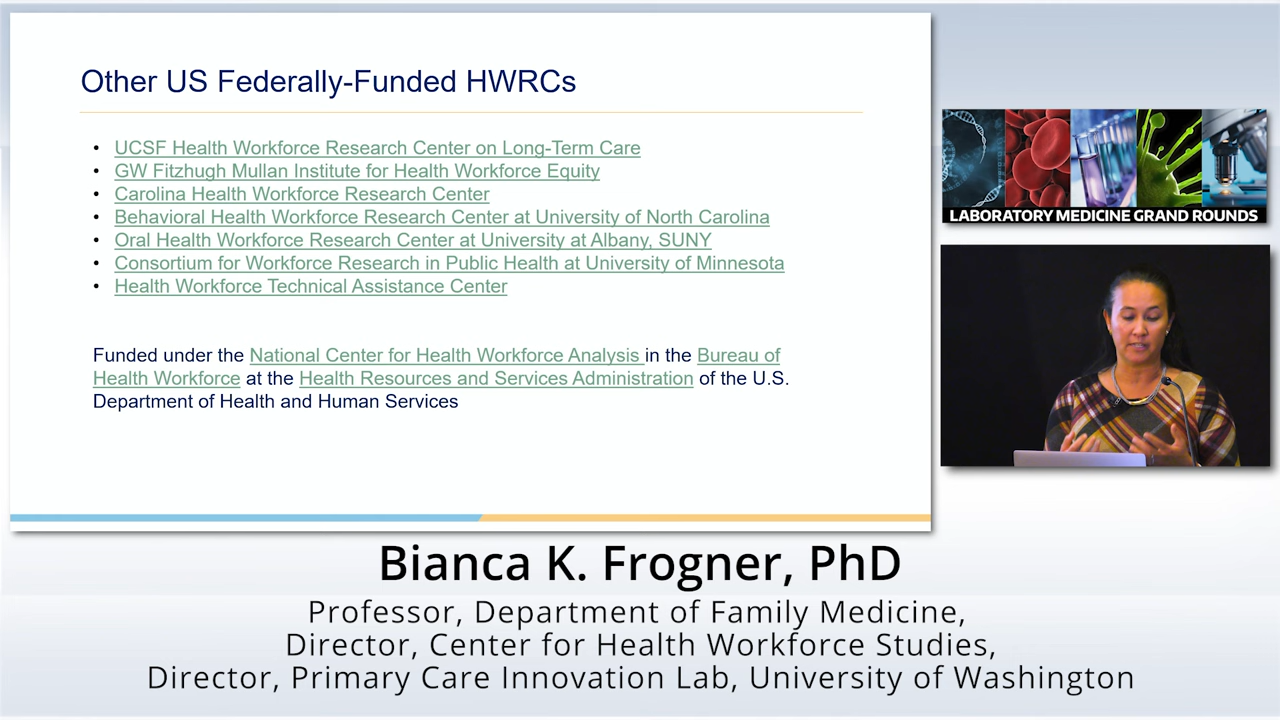 Other US Federally-Funded HWRCs
• UCSF Health Workforce Research Center on Long-Term Care
• GW Fitzhugh Mullan Institute for Health Workforce Equity
• Carolina Health Workforce Research Center
• Behavioral Health Workforce Research Center at University of North Carolina
• Oral Health Workforce Research Center at University at Albany, SUNY
• Consortium for Workforce Research in Public Health at University of Minnesota
• Health Workforce Technical Assistance Center
Funded under the National Center for Health Workforce Analysis in the Bureau of
Health Workforce at the Health Resources and Services Administration of the U.S.
Department of Health and Human Services
LABORATORY MEDICINE GRAND ROUNDS
Bianca K. Frogner, PhD
Professor, Department of Family Medicine,
Director, Center for Health Workforce Studies,
Director, Primary Care Innovation Lab, University of Washington